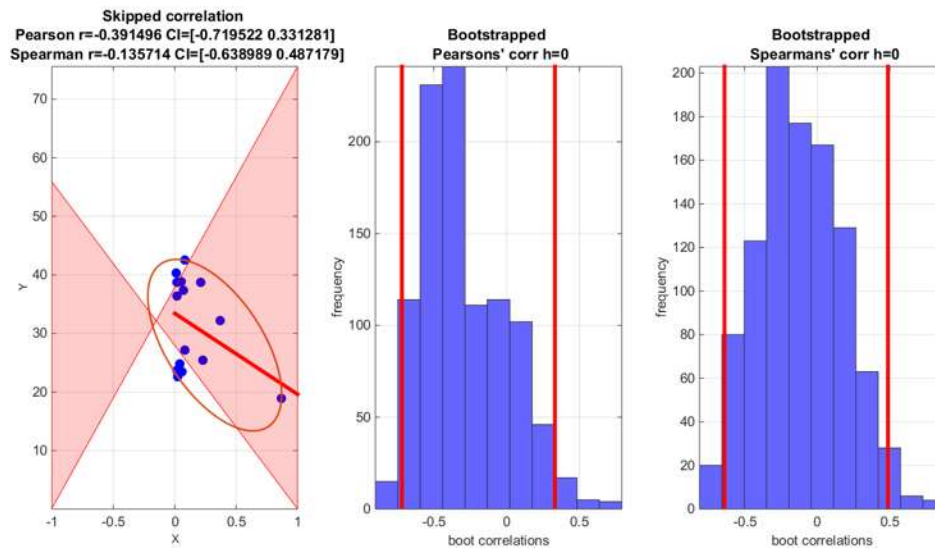 Skipped correlation
Pearson r=-0.391496 CI=[-0.719522 0.331281]
Spearman r=-0.135714 CI=[-0.638989 0.487179]
70
60
50
40
30
20
10
Y
-1
-0.5
0
0.5
1
X
Bootstrapped
Pearsons' corr h=0
200
150
100
50
0
frequency
-0.5
0
0.5
boot correlations
Bootstrapped
Spearmans' corr h=0
200
180
160
140
120
100
80
60
40
20
0
frequency
-0.5
0
0.5
boot correlations